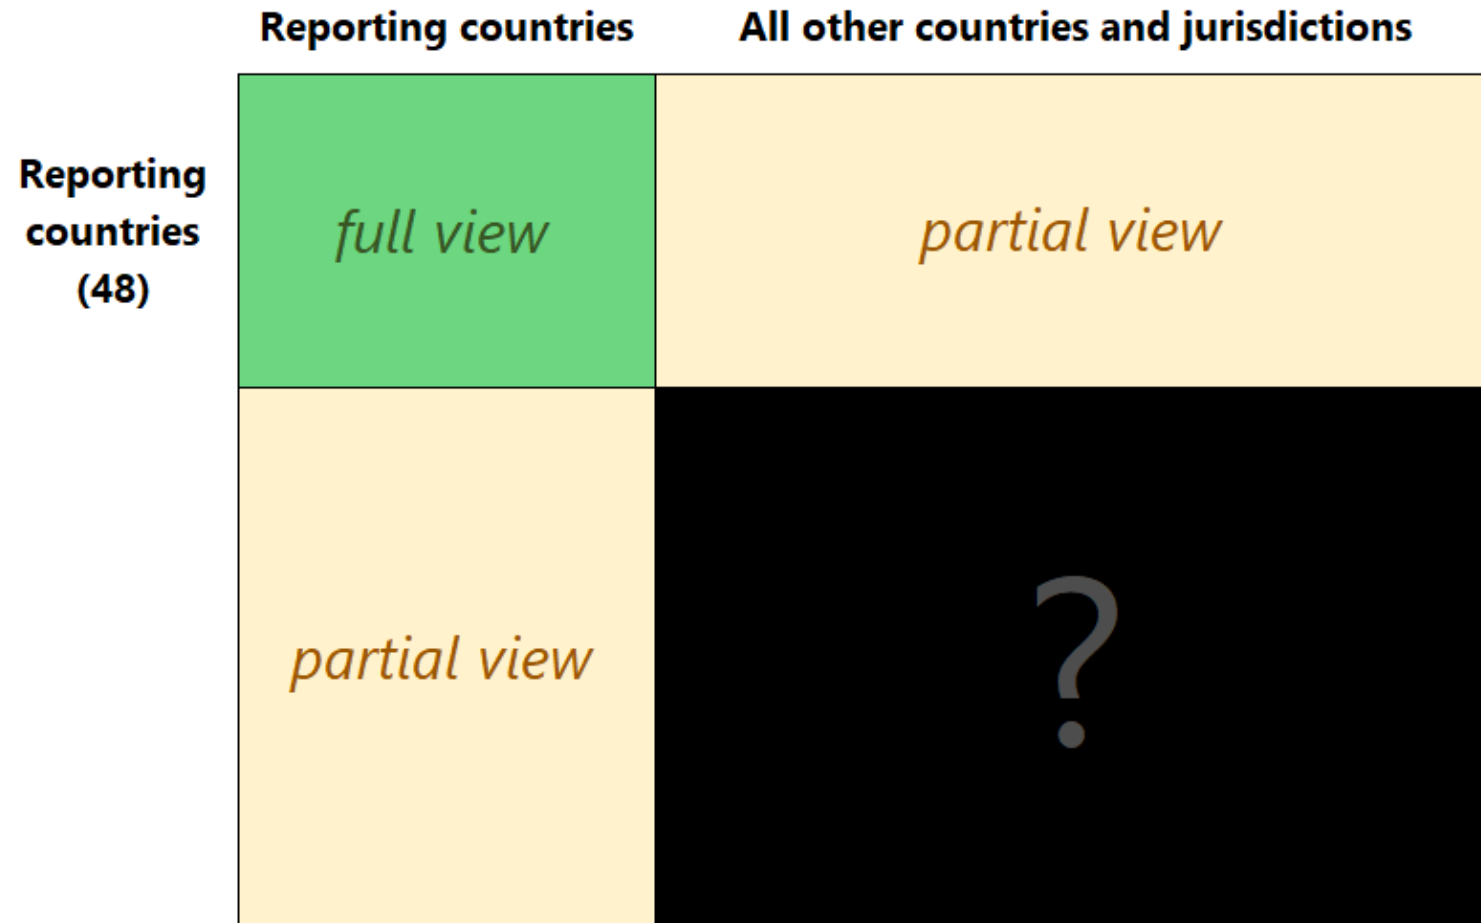 Reporting countries
All other countries and jurisdictions
Reporting
countries
(48)
full view
partial view
partial view
?